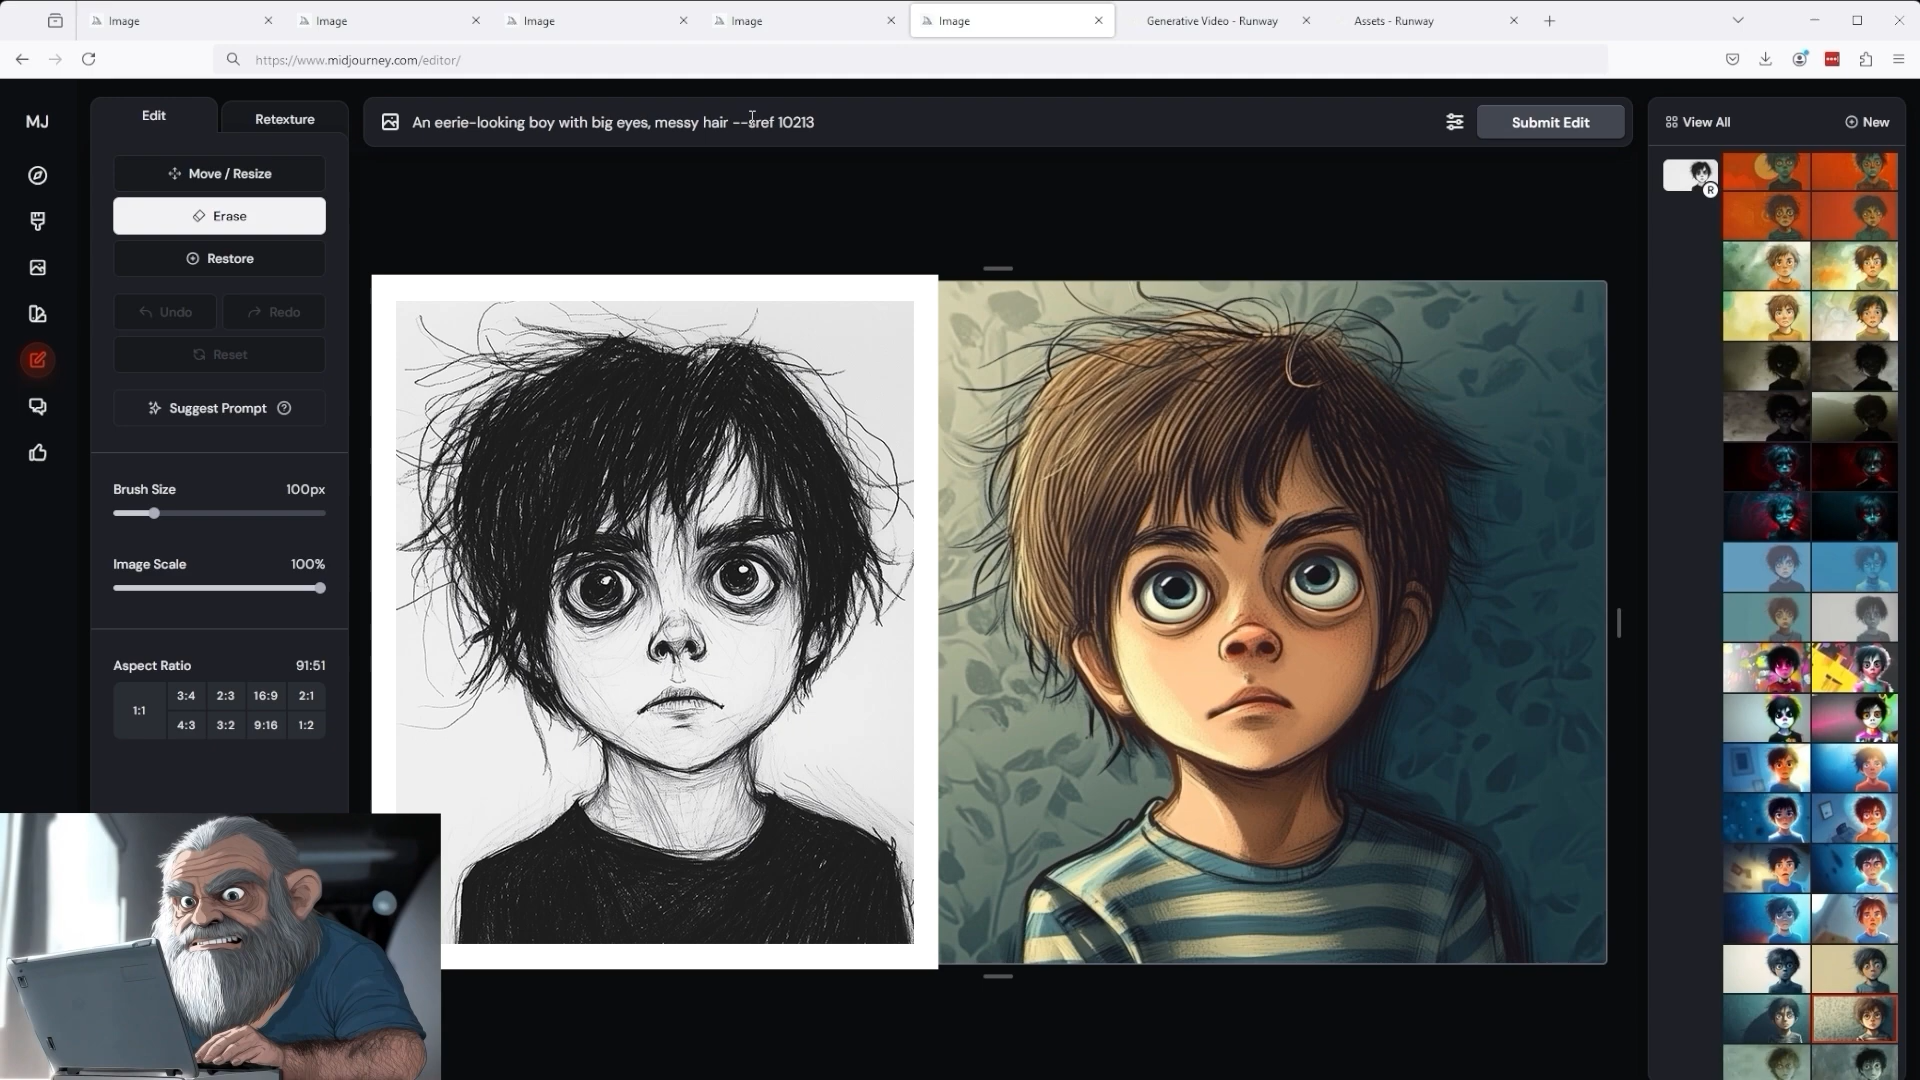 Image
Image
Image
Image
Image
Generative Video - Runway
Assets - Runway
https://www.midjourney.com/editor/
MJ
Edit
Retexture
An eerie-looking boy with big eyes, messy hair --sref 10213
Submit Edit
View All
New
Move / Resize
Erase
Restore
Undo
Redo
Reset
Suggest Prompt
Brush Size 100px
Image Scale 100%
Aspect Ratio 91:51
1:1
3:4 2:3 16:9 2:1
4:3 3:2 9:16 1:2
R